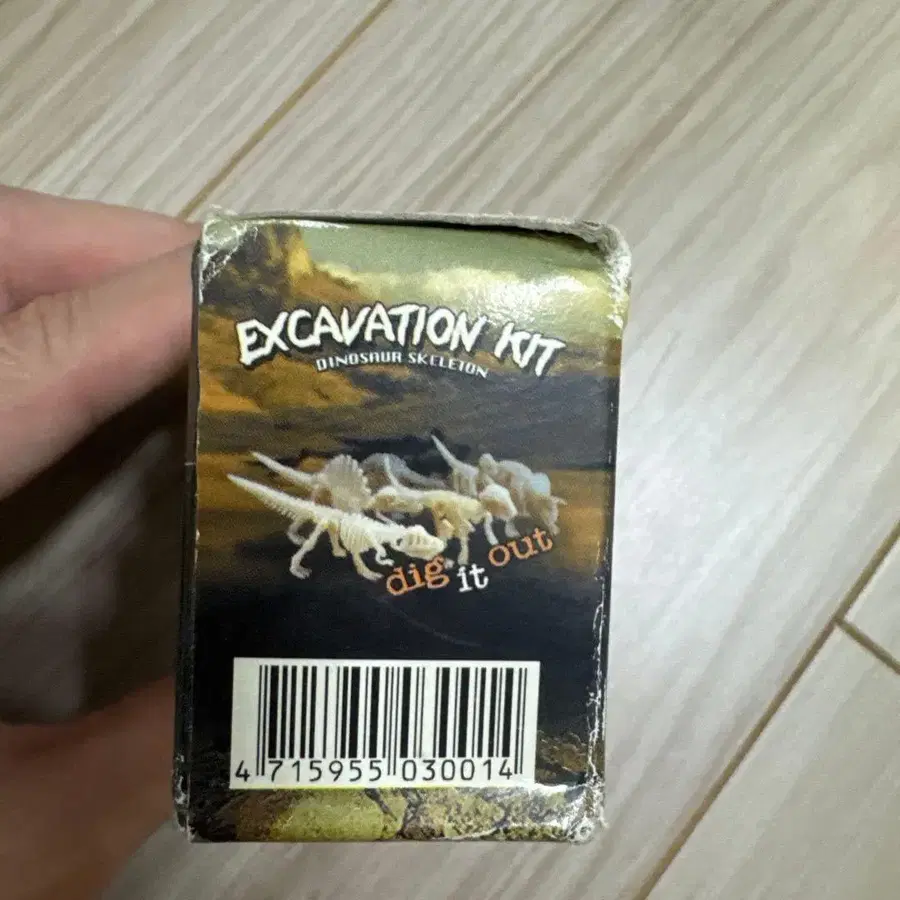 EXCAVATION KIT
DINOSAUR SKELETON
dig it out
4 715955 030014